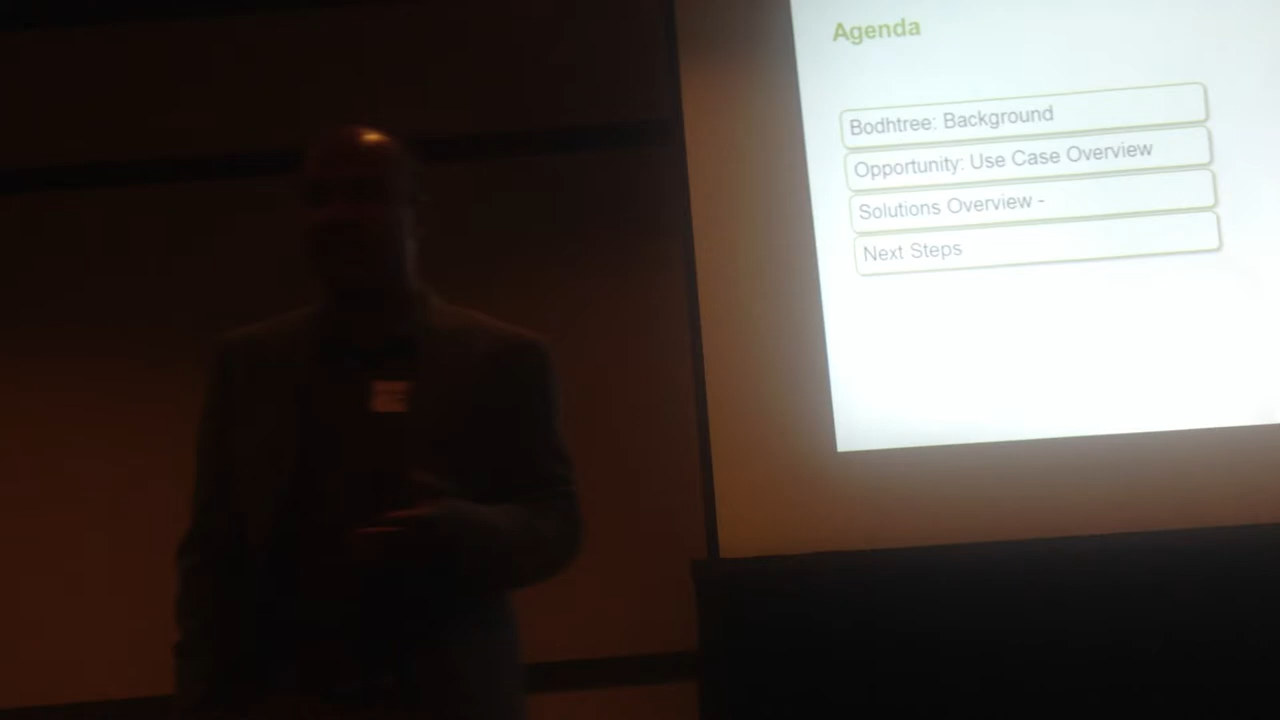 Agenda
Bodhtree: Background
Opportunity: Use Case Overview
Solutions Overview -
Next Steps